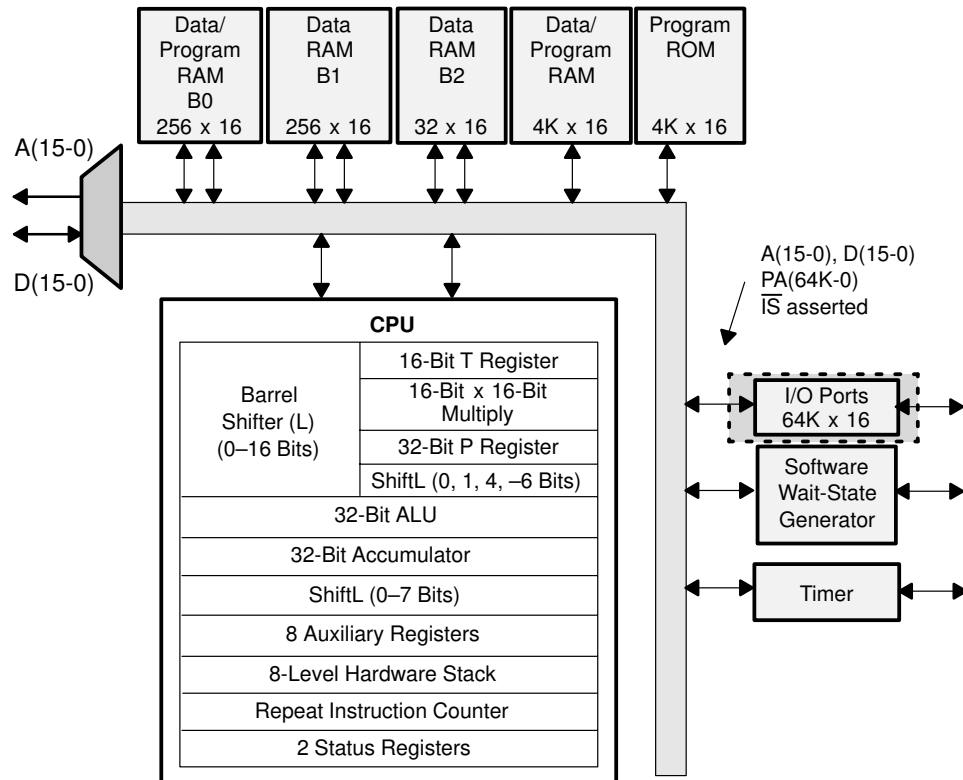 Data/
Program
RAM
B0
256 x 16
Data
RAM
B1
256 x 16
Data
RAM
B2
32 x 16
Data/Program
RAM
4K x 16
Program
ROM
4K x 16
A(15-0)
D(15-0)
A(15-0), D(15-0)
PA(64K-0)
IS asserted
CPU
Barrel
Shifter (L)
(0–16 Bits)
16-Bit T Register
16-Bit x 16-Bit
Multiply
32-Bit P Register
ShiftL (0, 1, 4, –6 Bits)
32-Bit ALU
32-Bit Accumulator
ShiftL (0–7 Bits)
8 Auxiliary Registers
8-Level Hardware Stack
Repeat Instruction Counter
2 Status Registers
I/O Ports
64K x 16
Software
Wait-State
Generator
Timer